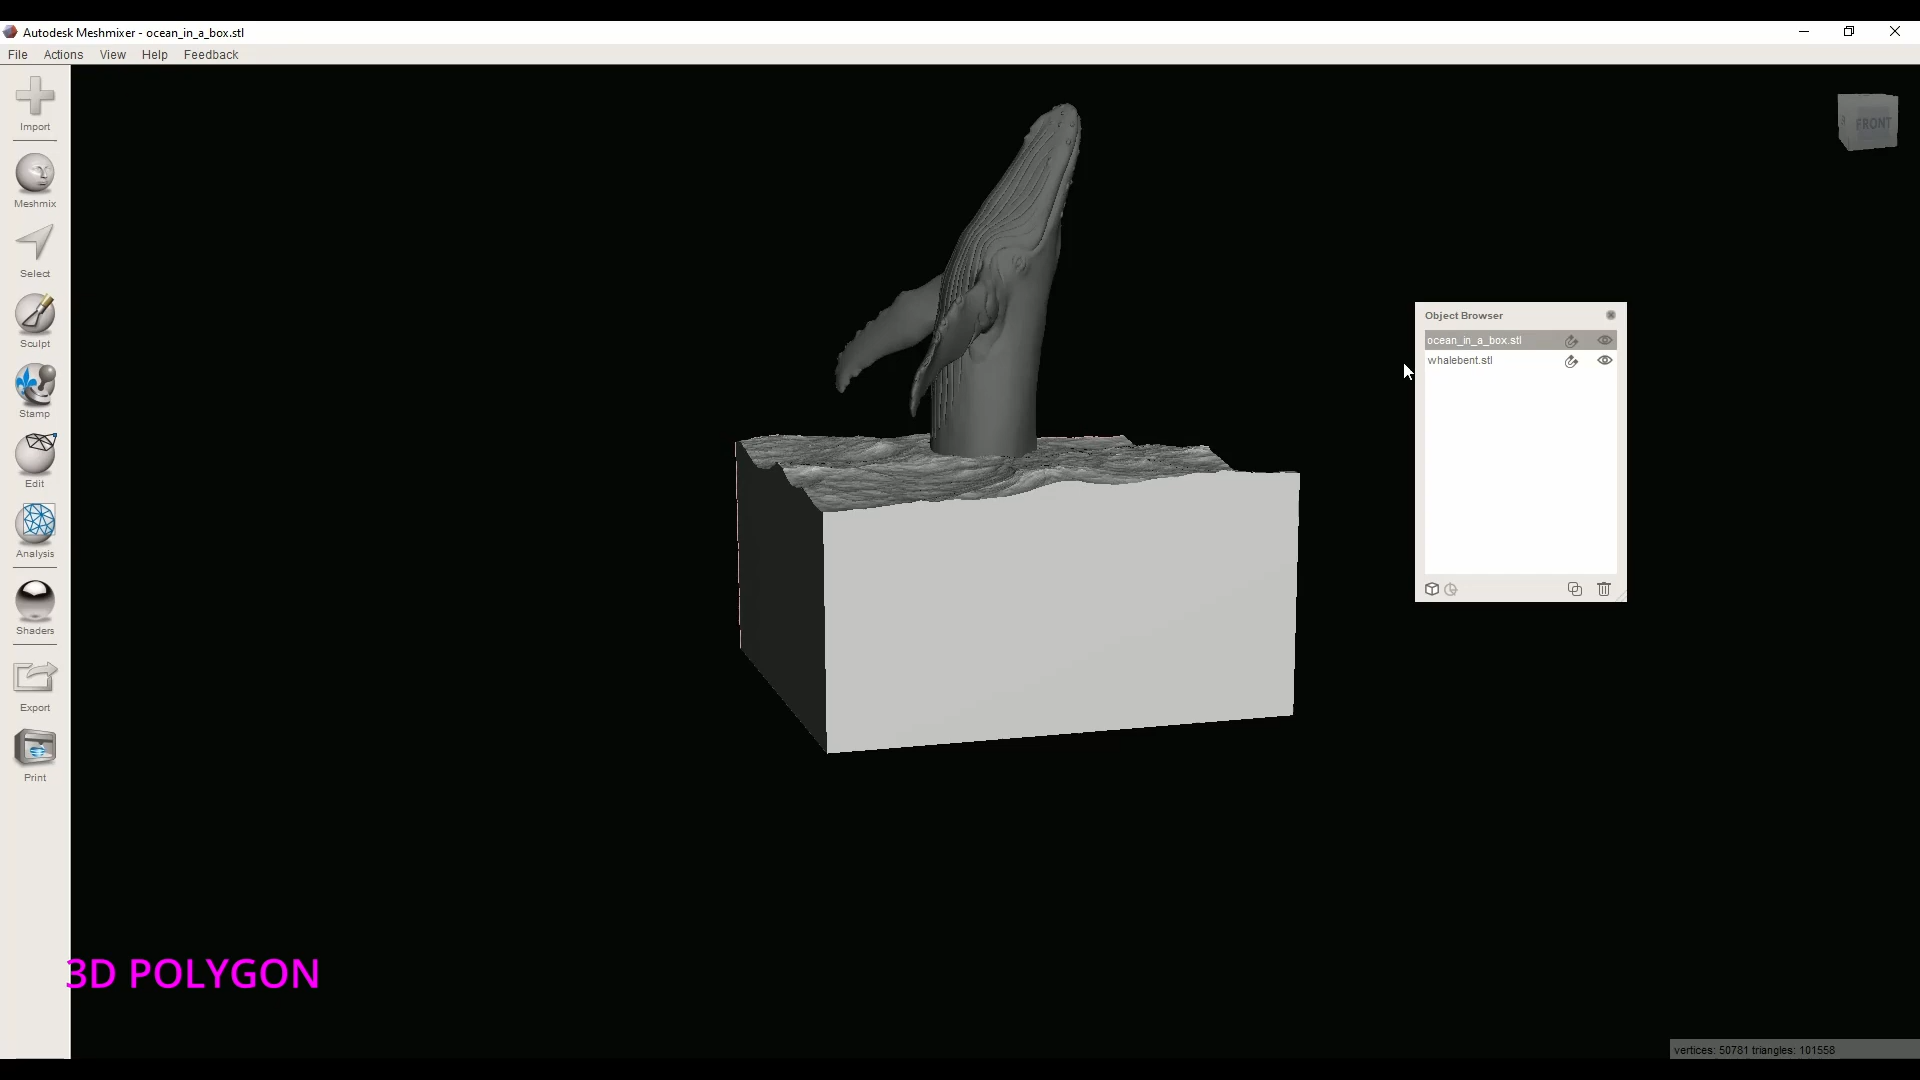 Autodesk Meshmixer - ocean_in_a_box.stl
File Actions View Help Feedback
Import
Meshmix
Select
Sculpt
Stamp
Edit
Analysis
Shaders
Export
Print
FRONT
Object Browser
ocean_in_a_box.stl
whalebent.stl
3D POLYGON
vertices: 50781 triangles: 101558